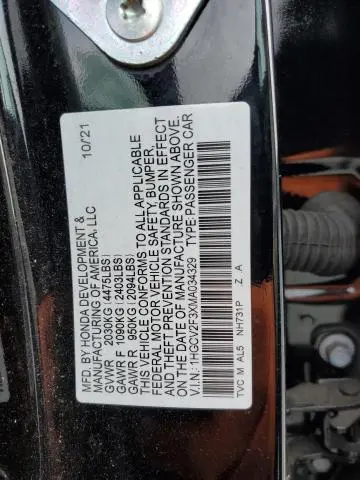 MANUFACTURING OF AMERICA, LLC 10/21
HONDA DEVELOPMENT &
GVWR 2030KG (4475LBS)
GAWR F 1090KG (2403LBS)
GAWR R 950KG (2094LBS)
THIS VEHICLE CONFORMS TO ALL APPLICABLE
FEDERAL MOTOR VEHICLE SAFETY, BUMPER,
AND THEFT PREVENTION STANDARDS IN EFFECT
ON THE DATE OF MANUFACTURE SHOWN ABOVE.
V.I.N.: 1HGCV2F3XMA034329 TYPE: PASSENGER CAR
TVC M AL5 NH731P Z A